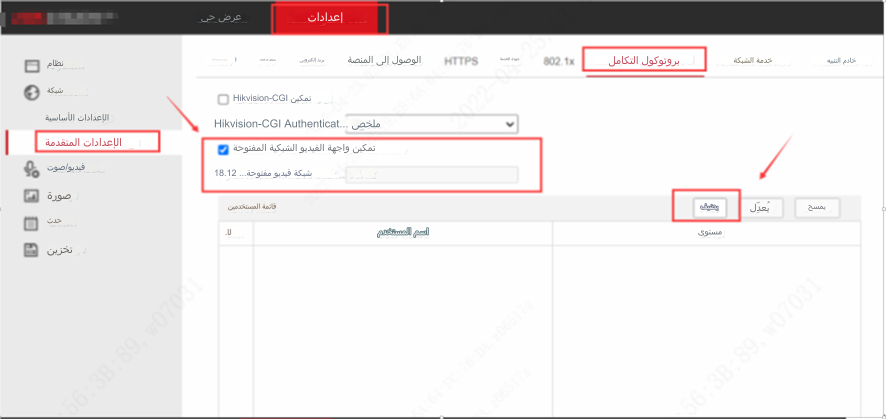 عرض حي
إعدادات
نظام
شبكة
الإعدادات الأساسية
الإعدادات المتقدمة
فيديو/صوت
صورة
حدث
تخزين
الوصول إلى المنصة
HTTPS
802.1x
بروتوكول التكامل
خدمة الشبكة
خادم التنبيه
تمكين Hikvision-CGI
Hikvision-CGI Authenticat... ملخص
تمكين واجهة الفيديو الشبكية المفتوحة
شبكة فيديو مفتوحة... 18.12
قائمة المستخدمين
يضيف
يُعدِّل
يمسح
لا.
اسم المستخدم
مستوى